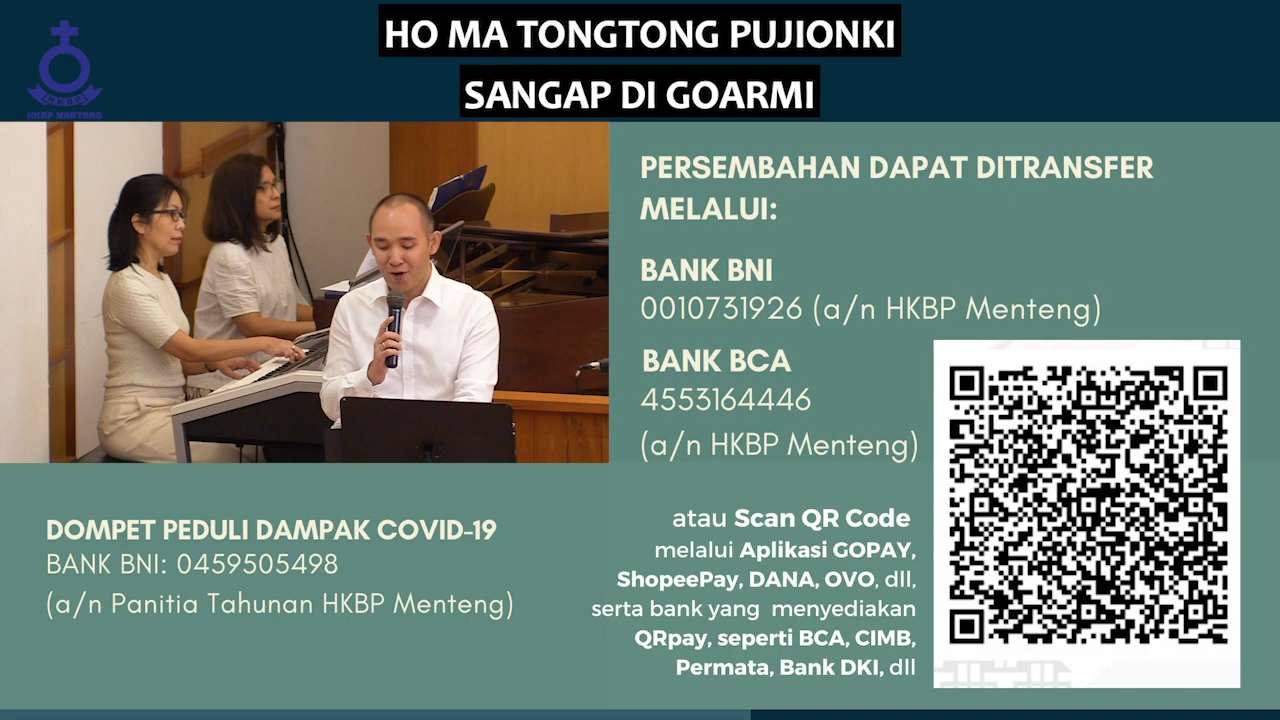 HO MA TONGTONG PUJIONKI
SANGAP DI GOARMI
HKBP
HKBP MENTENG
PERSEMBAHAN DAPAT DITRANSFER
MELALUI:
BANK BNI
0010731926 (a/n HKBP Menteng)
BANK BCA
4553164446
(a/n HKBP Menteng)
DOMPET PEDULI DAMPAK COVID-19
BANK BNI: 0459505498
(a/n Panitia Tahunan HKBP Menteng)
atau Scan QR Code
melalui Aplikasi GOPAY,
ShopeePay, DANA, OVO, dll,
serta bank yang menyediakan
QRpay, seperti BCA, CIMB,
Permata, Bank DKI, dll